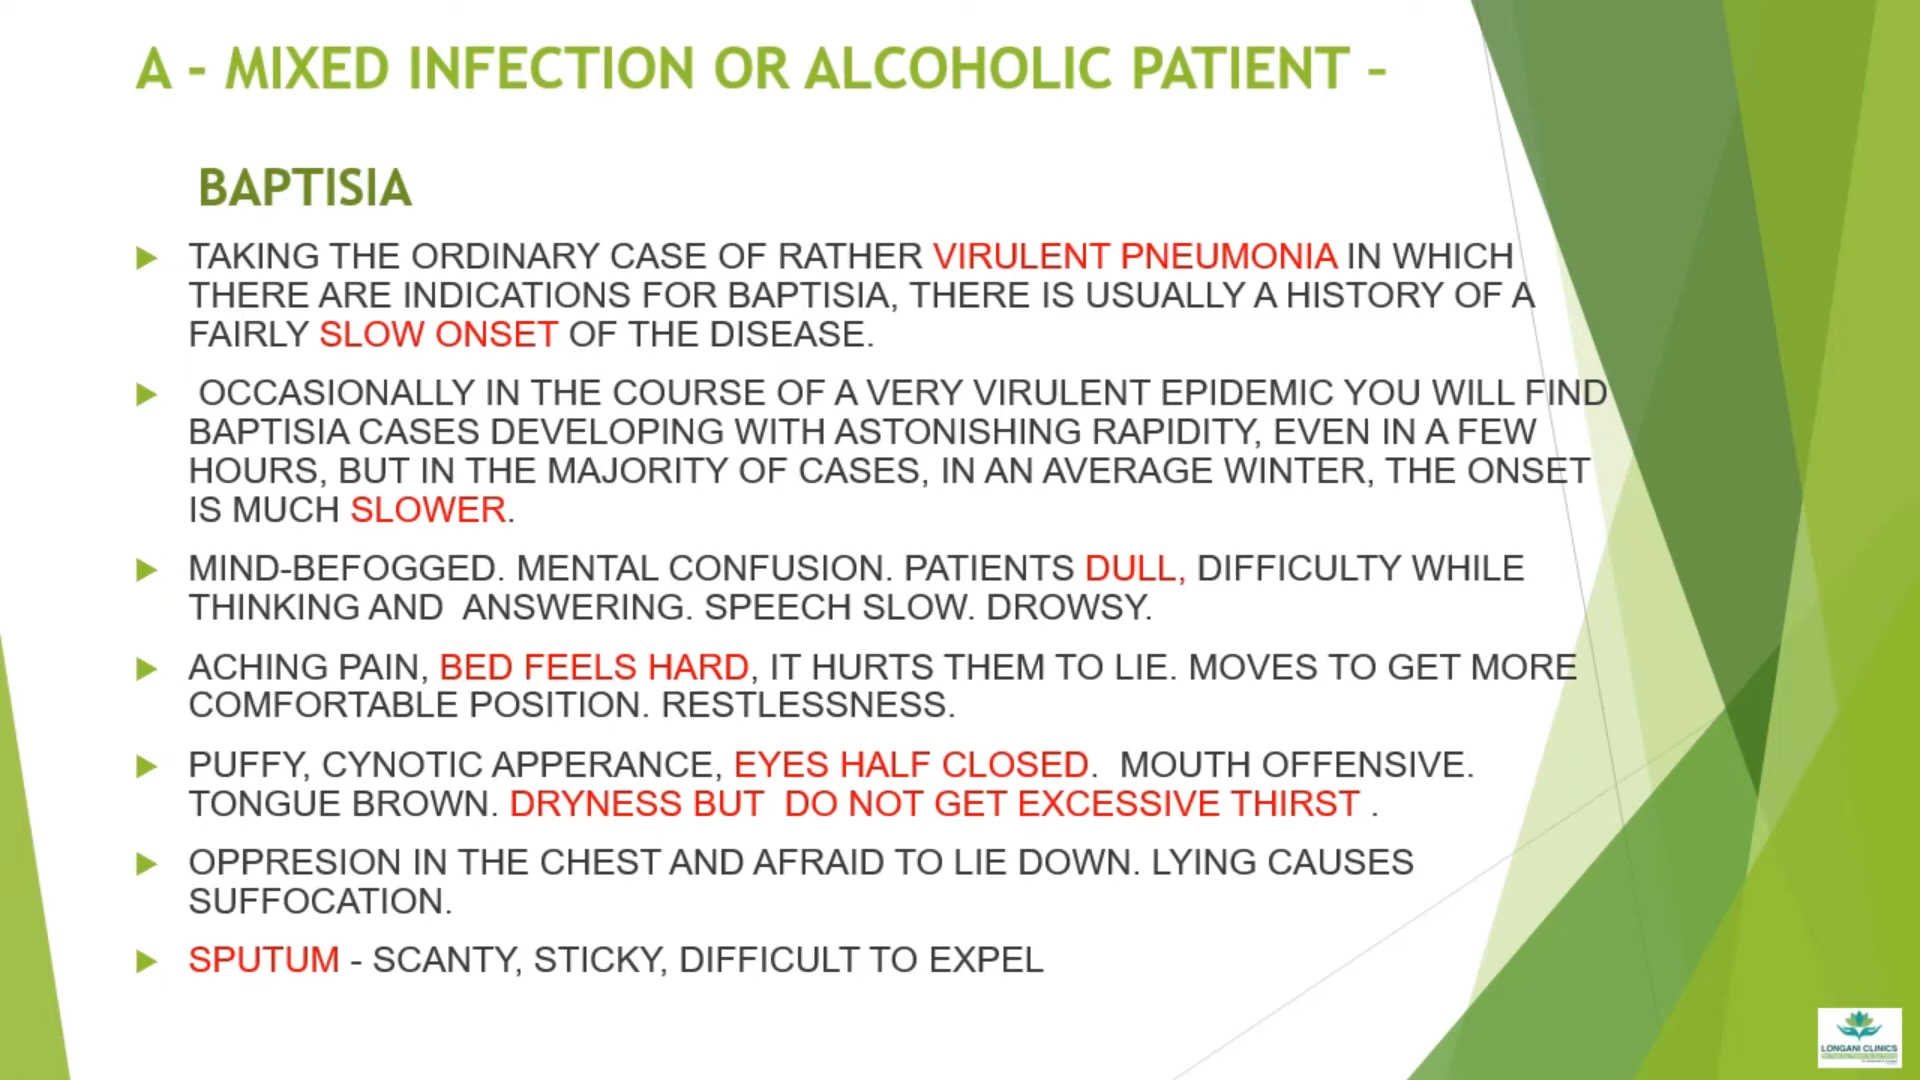 A - MIXED INFECTION OR ALCOHOLIC PATIENT –
BAPTISIA
TAKING THE ORDINARY CASE OF RATHER VIRULENT PNEUMONIA IN WHICH
THERE ARE INDICATIONS FOR BAPTISIA, THERE IS USUALLY A HISTORY OF A
FAIRLY SLOW ONSET OF THE DISEASE.
OCCASIONALLY IN THE COURSE OF A VERY VIRULENT EPIDEMIC YOU WILL FIND
BAPTISIA CASES DEVELOPING WITH ASTONISHING RAPIDITY, EVEN IN A FEW
HOURS, BUT IN THE MAJORITY OF CASES, IN AN AVERAGE WINTER, THE ONSET
IS MUCH SLOWER.
MIND-BEFOGGED. MENTAL CONFUSION. PATIENTS DULL, DIFFICULTY WHILE
THINKING AND ANSWERING. SPEECH SLOW. DROWSY.
ACHING PAIN, BED FEELS HARD, IT HURTS THEM TO LIE. MOVES TO GET MORE
COMFORTABLE POSITION. RESTLESSNESS.
PUFFY, CYNOTIC APPERANCE, EYES HALF CLOSED. MOUTH OFFENSIVE.
TONGUE BROWN. DRYNESS BUT DO NOT GET EXCESSIVE THIRST .
OPPRESION IN THE CHEST AND AFRAID TO LIE DOWN. LYING CAUSES
SUFFOCATION.
SPUTUM - SCANTY, STICKY, DIFFICULT TO EXPEL
LONGANI CLINICS